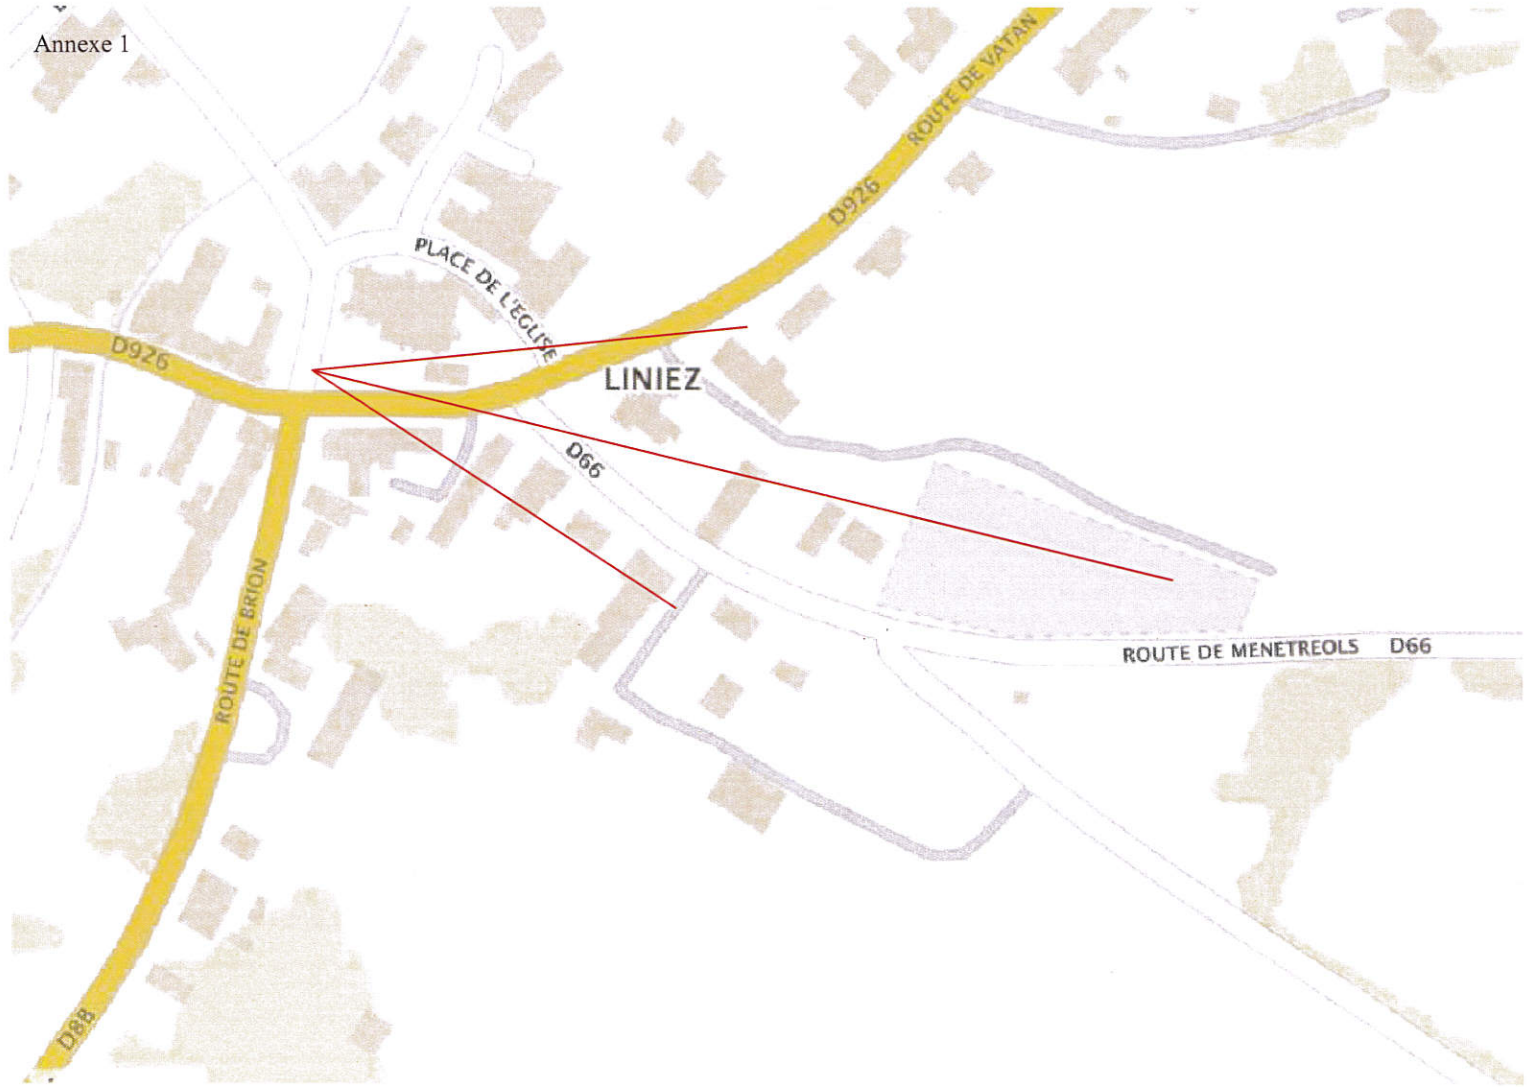 Annexe 1
ROUTE DE VATAN
D926
PLACE DE L'EGLISE
D926
LINIEZ
D66
ROUTE DE BRION
ROUTE DE MENETREOLS D66
D8B